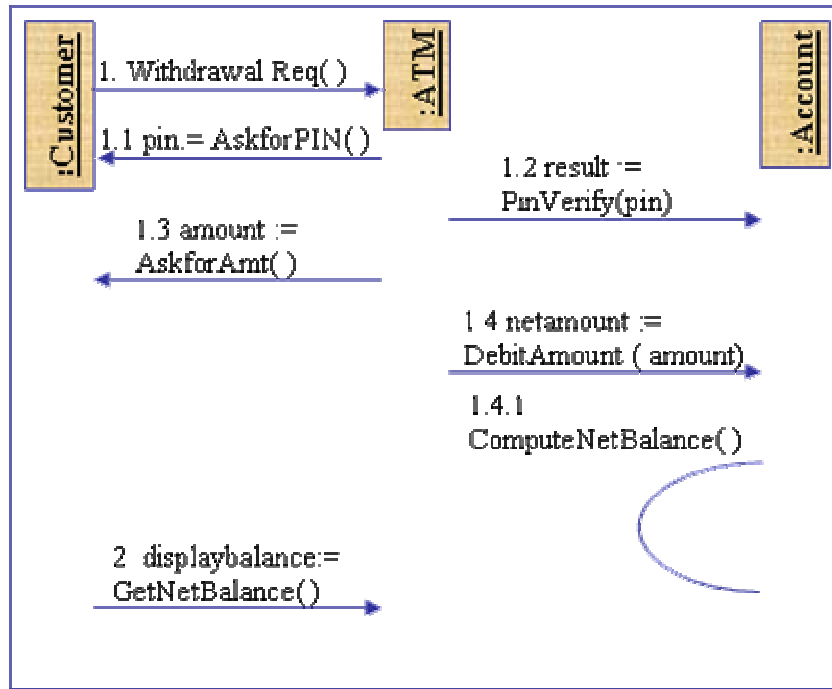 :Customer
:ATM
:Account
1. Withdrawal Req( )
1.1 pin.= AskforPIN( )
1.2 result :=
PinVerify(pin)
1.3 amount :=
AskforAmt( )
1 4 netamount :=
DebitAmount ( amount)
1.4.1
ComputeNetBalance( )
2 displaybalance:=
GetNetBalance()